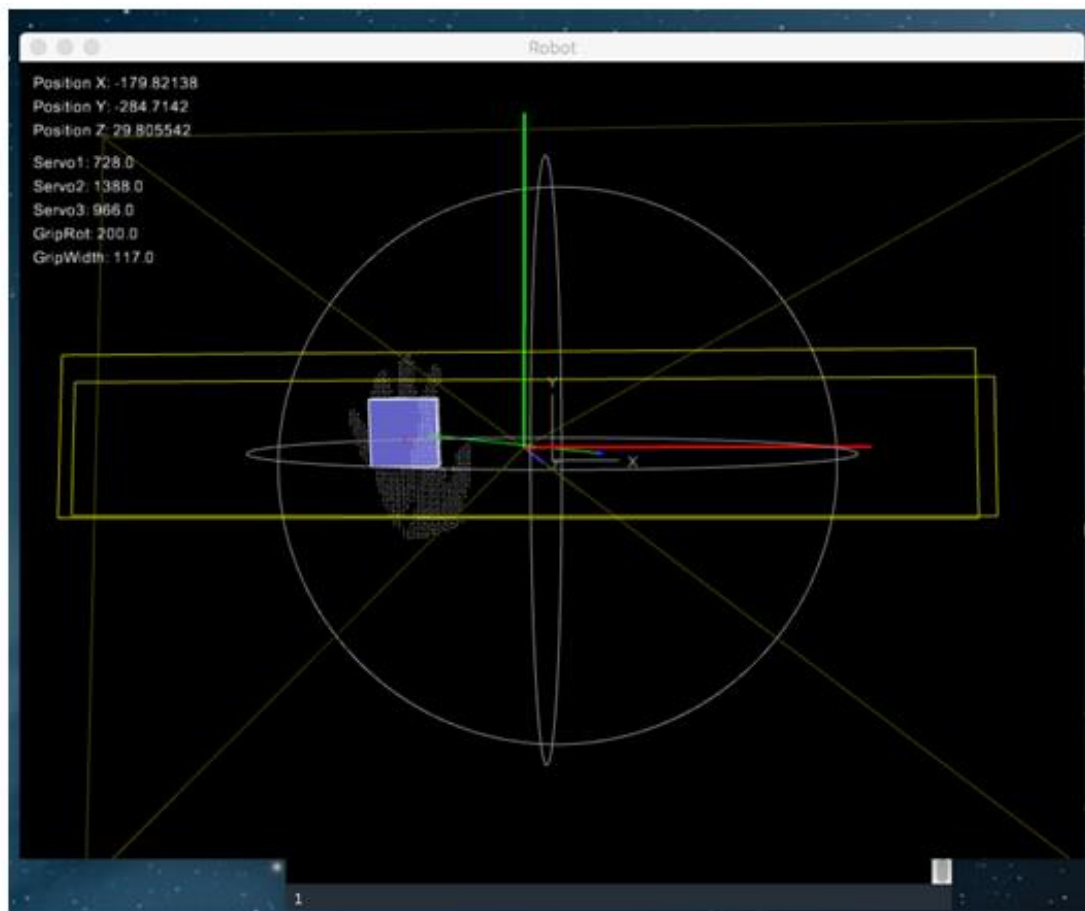 Robot
Position X: -179.82138
Position Y: -284.7142
Position Z: 29.805542
Servo1: 728.0
Servo2: 1388.0
Servo3: 966.0
GripRot: 200.0
GripWidth: 117.0
Y
X
1